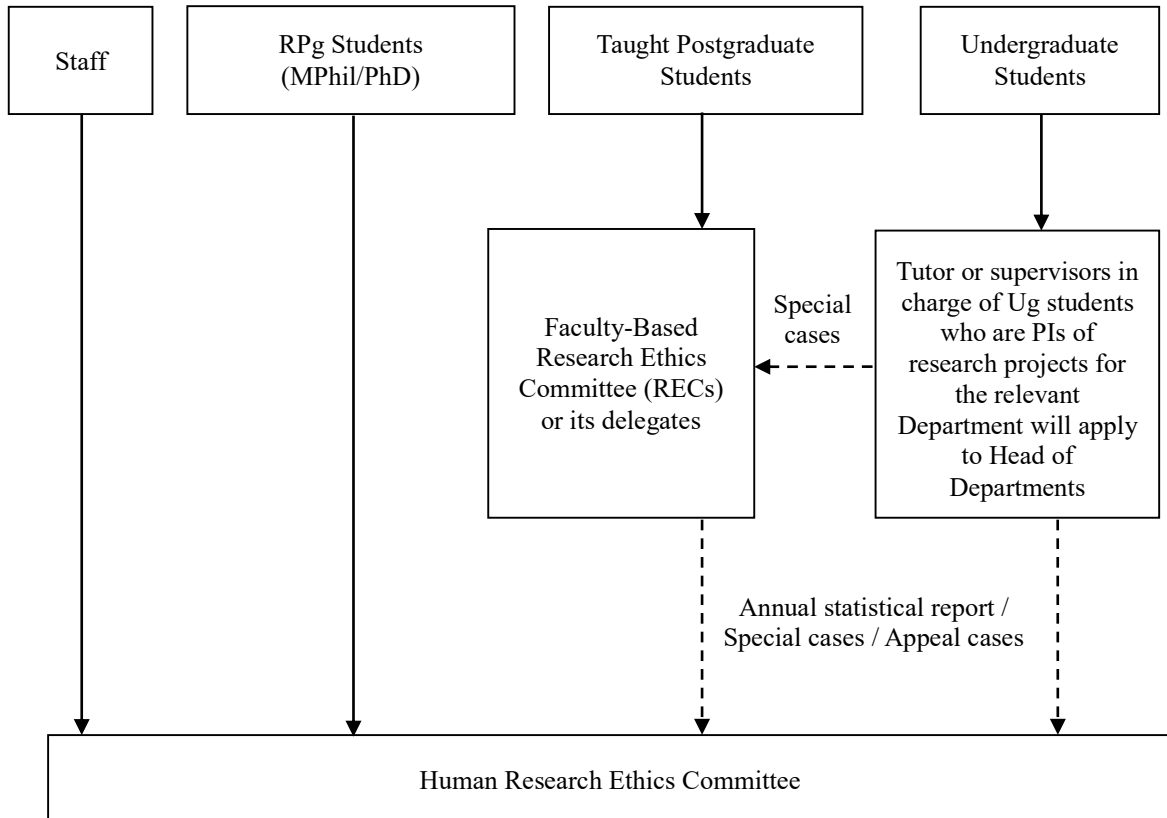 Staff
RPg Students
(MPhil/PhD)
Taught Postgraduate
Students
Undergraduate
Students
Faculty-Based
Research Ethics
Committee (RECs)
or its delegates
Special
cases
Tutor or supervisors in
charge of Ug students
who are PIs of
research projects for
the relevant
Department will apply
to Head of
Departments
Annual statistical report /
Special cases / Appeal cases
Human Research Ethics Committee